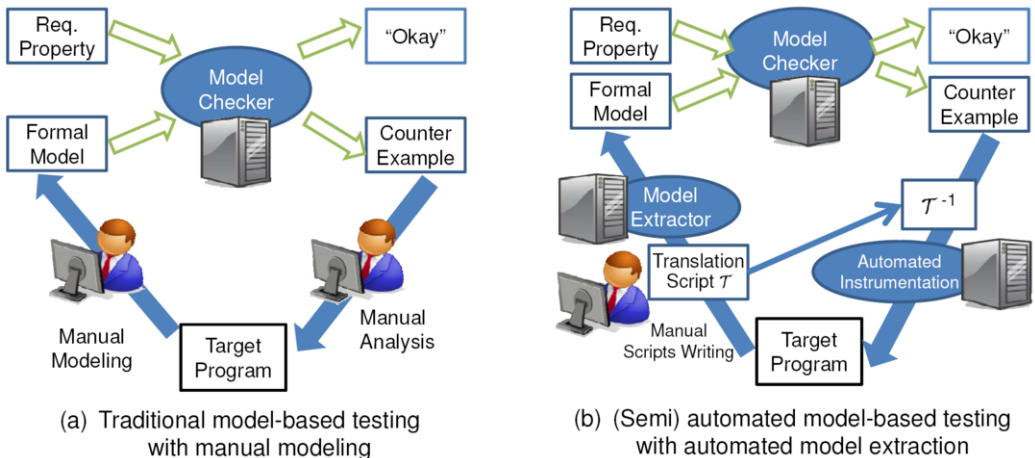 Req.
Property
“Okay”
Model
Checker
Formal
Model
Counter
Example
Manual
Modeling
Manual
Analysis
Target
Program
(a) Traditional model-based testing
with manual modeling
Req.
Property
“Okay”
Model
Checker
Formal
Model
Counter
Example
Model
Extractor
𝒯 -1
Translation
Script 𝒯
Automated
Instrumentation
Manual
Scripts Writing
Target
Program
(b) (Semi) automated model-based testing
with automated model extraction